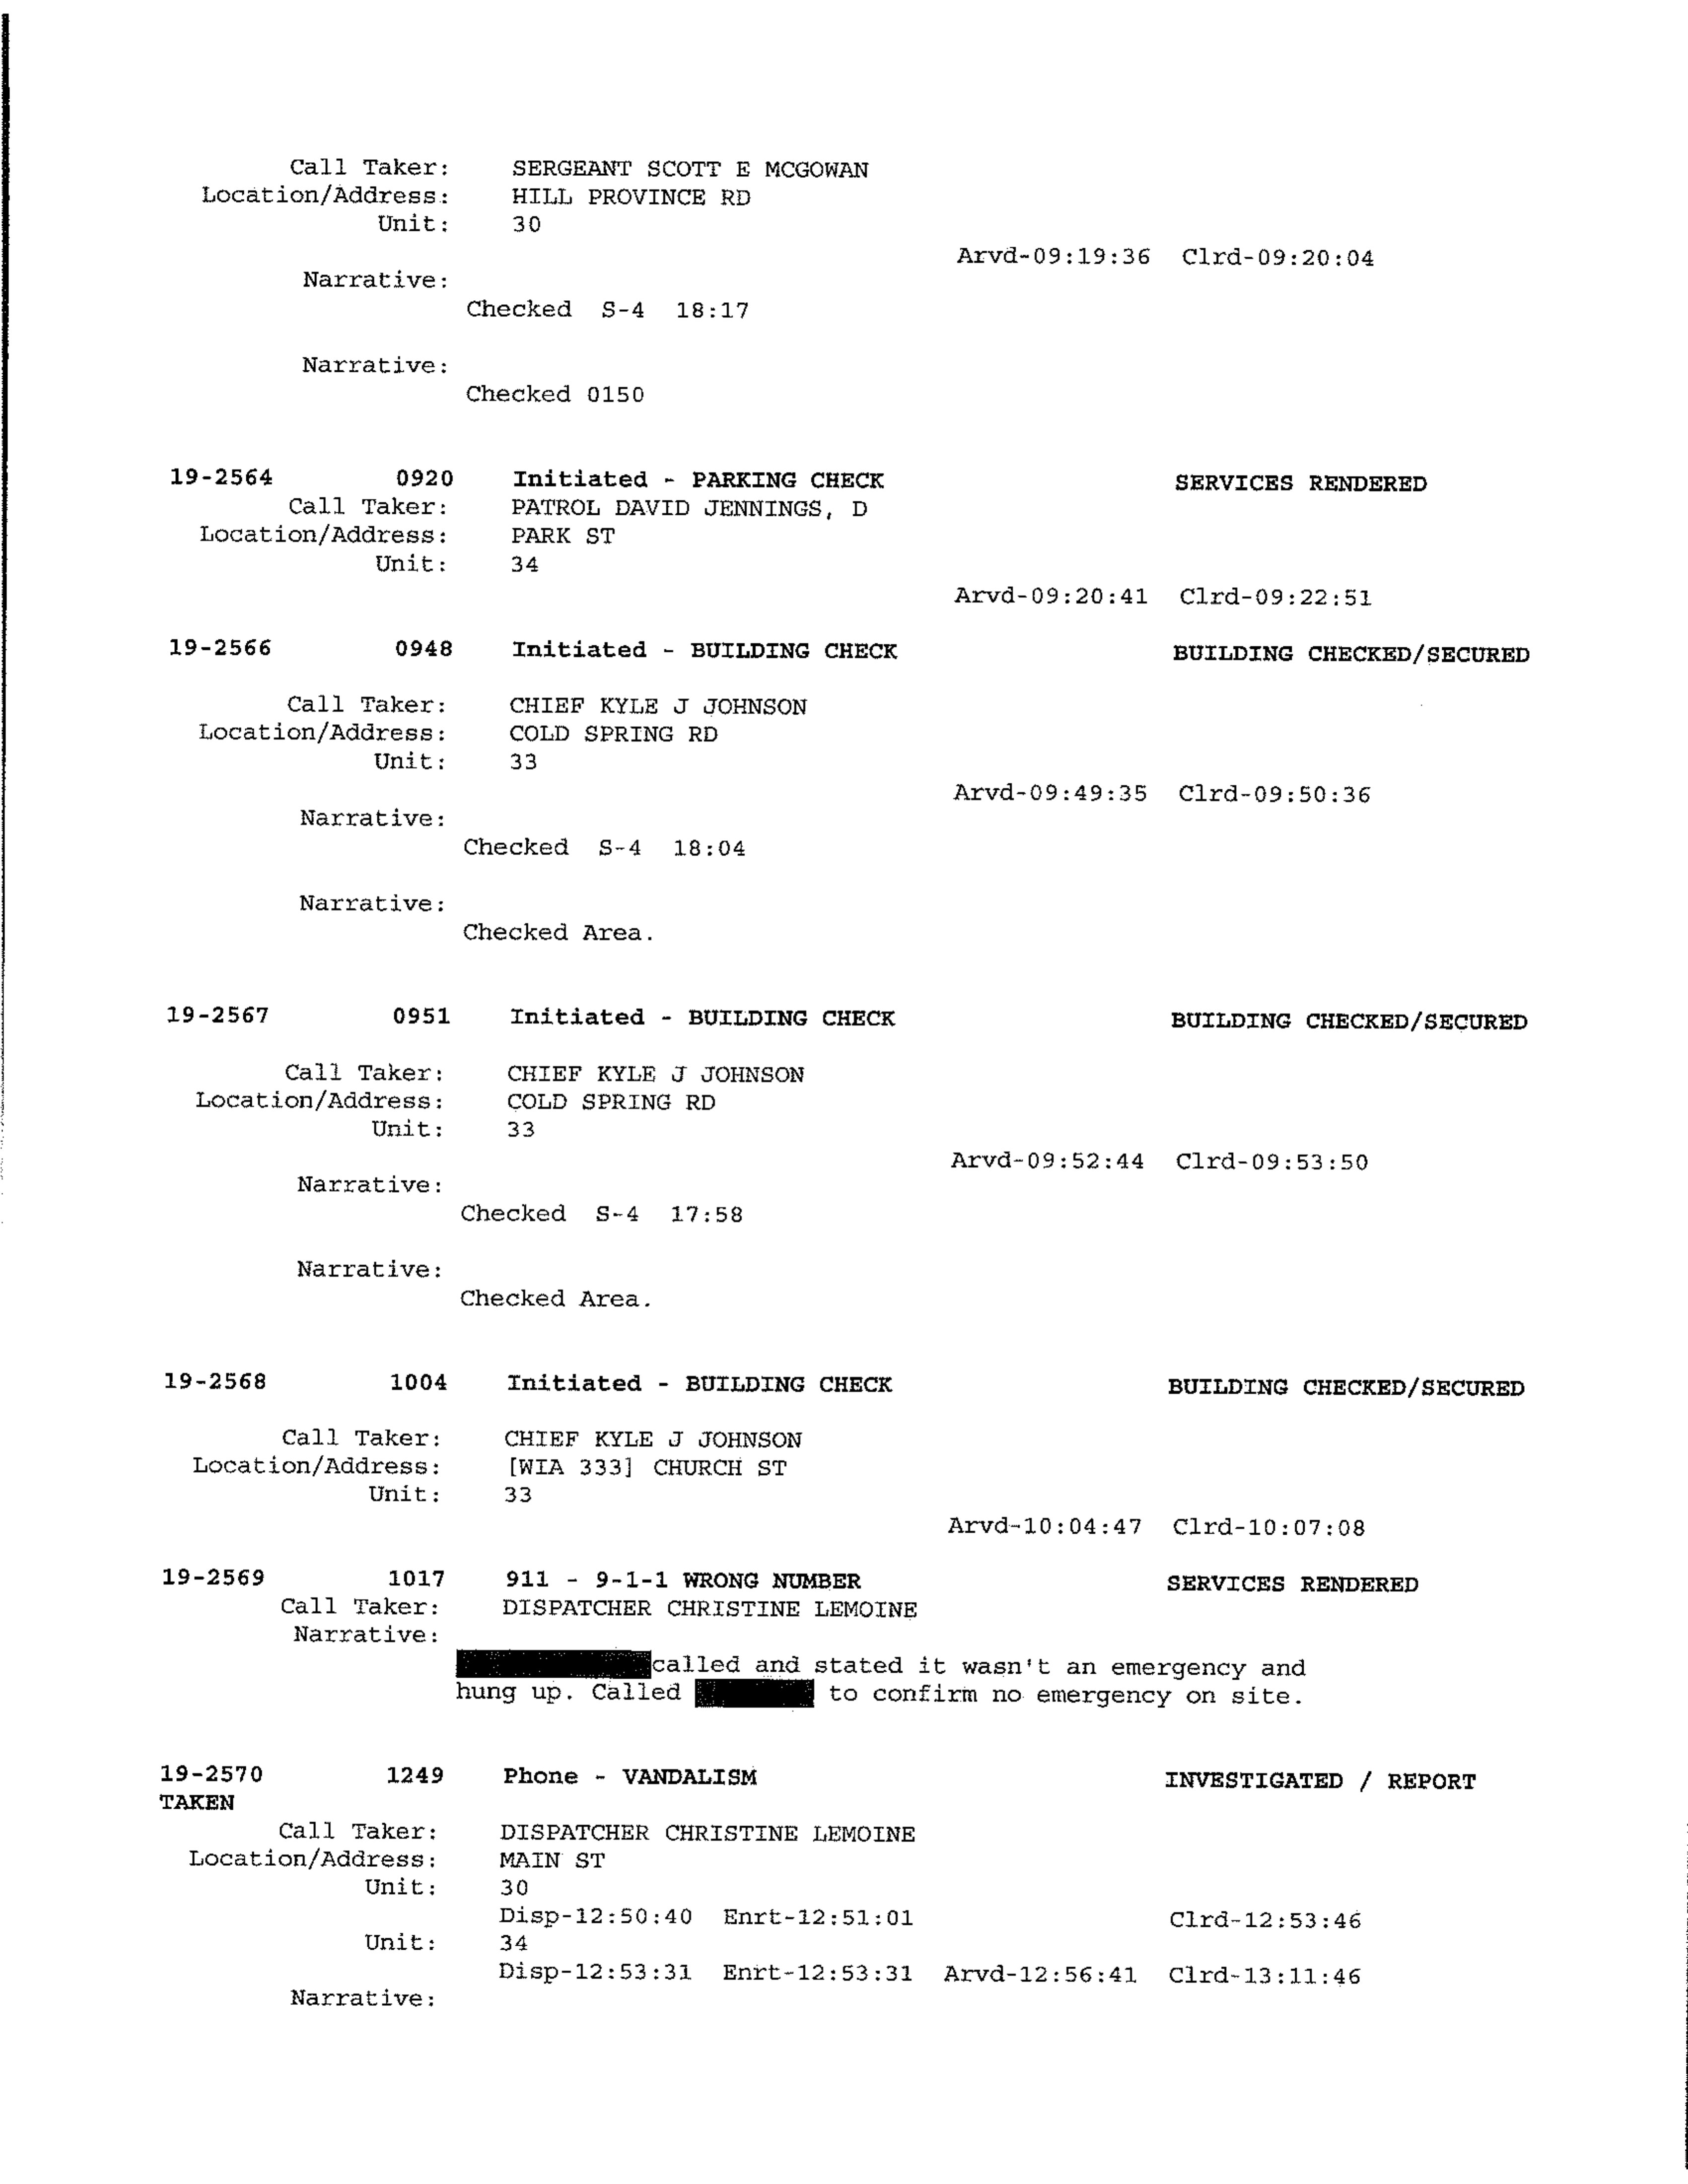 Call Taker: SERGEANT SCOTT E MCGOWAN
Location/Address: HILL PROVINCE RD
Unit: 30
Arvd-09:19:36 Clrd-09:20:04
Narrative:
Checked S-4 18:17
Narrative:
Checked 0150
19-2564 0920 Initiated - PARKING CHECK SERVICES RENDERED
Call Taker: PATROL DAVID JENNINGS, D
Location/Address: PARK ST
Unit: 34
Arvd-09:20:41 Clrd-09:22:51
19-2566 0948 Initiated - BUILDING CHECK BUILDING CHECKED/SECURED
Call Taker: CHIEF KYLE J JOHNSON
Location/Address: COLD SPRING RD
Unit: 33
Arvd-09:49:35 Clrd-09:50:36
Narrative:
Checked S-4 18:04
Narrative:
Checked Area.
19-2567 0951 Initiated - BUILDING CHECK BUILDING CHECKED/SECURED
Call Taker: CHIEF KYLE J JOHNSON
Location/Address: COLD SPRING RD
Unit: 33
Arvd-09:52:44 Clrd-09:53:50
Narrative:
Checked S-4 17:58
Narrative:
Checked Area.
19-2568 1004 Initiated - BUILDING CHECK BUILDING CHECKED/SECURED
Call Taker: CHIEF KYLE J JOHNSON
Location/Address: [WIA 333] CHURCH ST
Unit: 33
Arvd-10:04:47 Clrd-10:07:08
19-2569 1017 911 - 9-1-1 WRONG NUMBER SERVICES RENDERED
Call Taker: DISPATCHER CHRISTINE LEMOINE
Narrative:
called and stated it wasn't an emergency and
hung up. Called to confirm no emergency on site.
19-2570 1249 Phone - VANDALISM INVESTIGATED / REPORT
TAKEN
Call Taker: DISPATCHER CHRISTINE LEMOINE
Location/Address: MAIN ST
Unit: 30
Disp-12:50:40 Enrt-12:51:01 Clrd-12:53:46
Unit: 34
Disp-12:53:31 Enrt-12:53:31 Arvd-12:56:41 Clrd-13:11:46
Narrative: